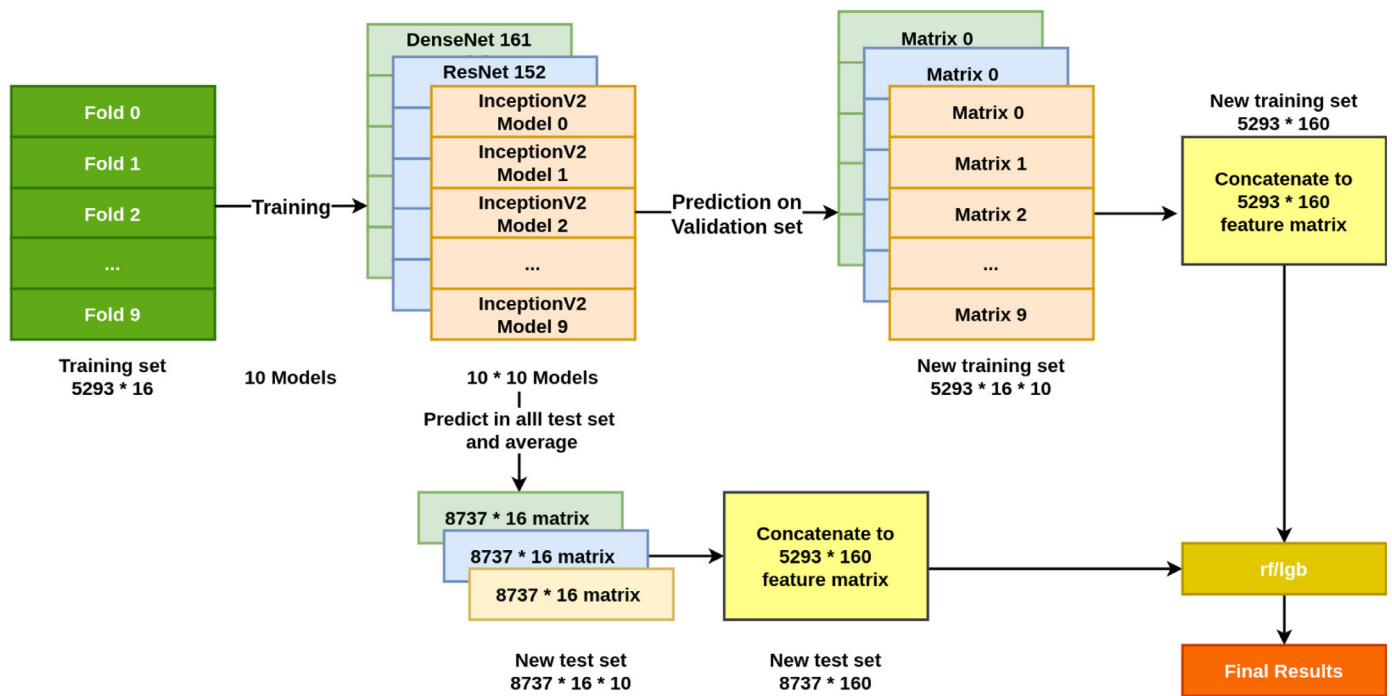 DenseNet 161
ResNet 152
InceptionV2
Model 0
InceptionV2
Model 1
InceptionV2
Model 2
...
InceptionV2
Model 9
Fold 0
Fold 1
Fold 2
...
Fold 9
Training
Training set
5293 * 16
10 Models
10 * 10 Models
Prediction on
Validation set
Matrix 0
Matrix 0
Matrix 0
Matrix 1
Matrix 2
...
Matrix 9
New training set
5293 * 16 * 10
New training set
5293 * 160
Concatenate to
5293 * 160
feature matrix
Predict in alll test set
and average
8737 * 16 matrix
8737 * 16 matrix
8737 * 16 matrix
New test set
8737 * 16 * 10
Concatenate to
5293 * 160
feature matrix
New test set
8737 * 160
rf/lgb
Final Results